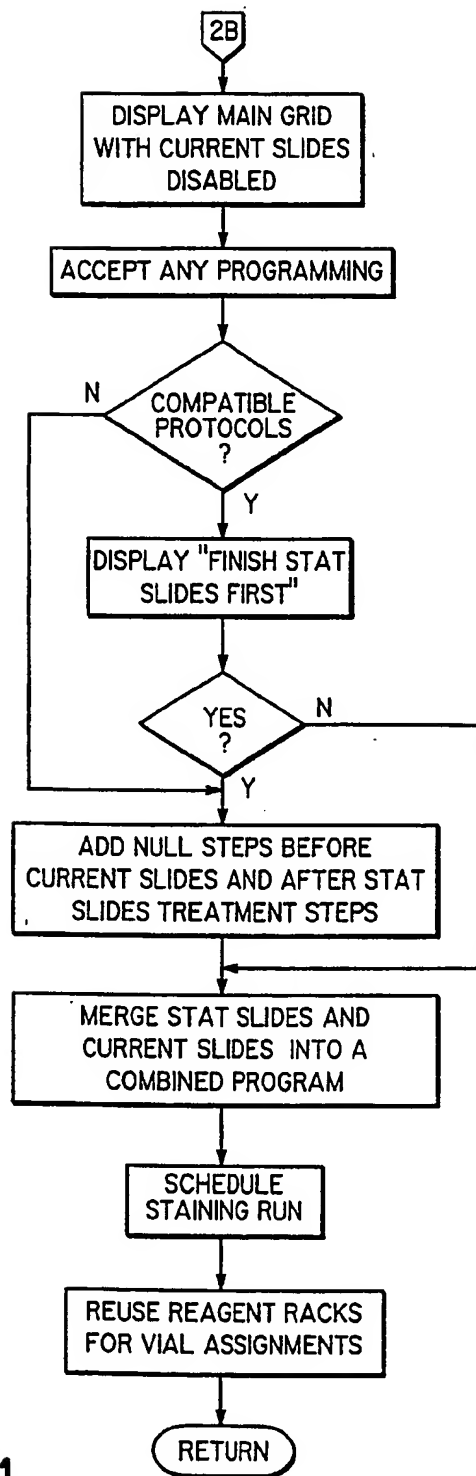 2B
DISPLAY MAIN GRID
WITH CURRENT SLIDES
DISABLED
ACCEPT ANY PROGRAMMING
N
COMPATIBLE
PROTOCOLS
?
Y
DISPLAY "FINISH STAT
SLIDES FIRST"
YES
?
N
Y
ADD NULL STEPS BEFORE
CURRENT SLIDES AND AFTER STAT
SLIDES TREATMENT STEPS
MERGE STAT SLIDES AND
CURRENT SLIDES INTO A
COMBINED PROGRAM
SCHEDULE
STAINING RUN
REUSE REAGENT RACKS
FOR VIAL ASSIGNMENTS
RETURN